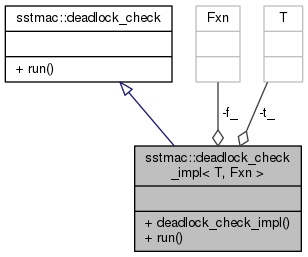 sstmac::deadlock_check
+ run()
Fxn
T
-f_
-t_
sstmac::deadlock_check
_impl< T, Fxn >
+ deadlock_check_impl()
+ run()